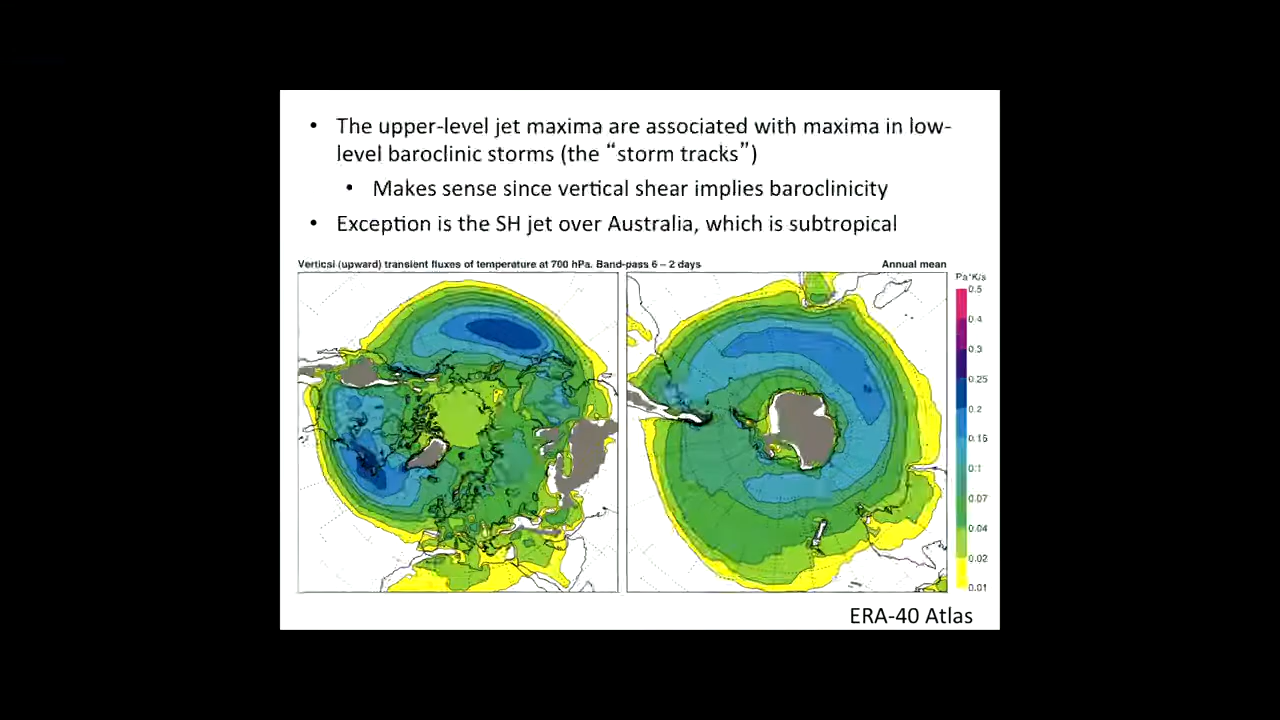 • The upper-level jet maxima are associated with maxima in low-
level baroclinic storms (the “storm tracks”)
• Makes sense since vertical shear implies baroclinicity
• Exception is the SH jet over Australia, which is subtropical
Vertical (upward) transient fluxes of temperature at 700 hPa. Band-pass 6 – 2 days
Annual mean
Pa*K/s
0.5
0.4
0.3
0.25
0.2
0.15
0.1
0.07
0.04
0.02
0.01
ERA-40 Atlas